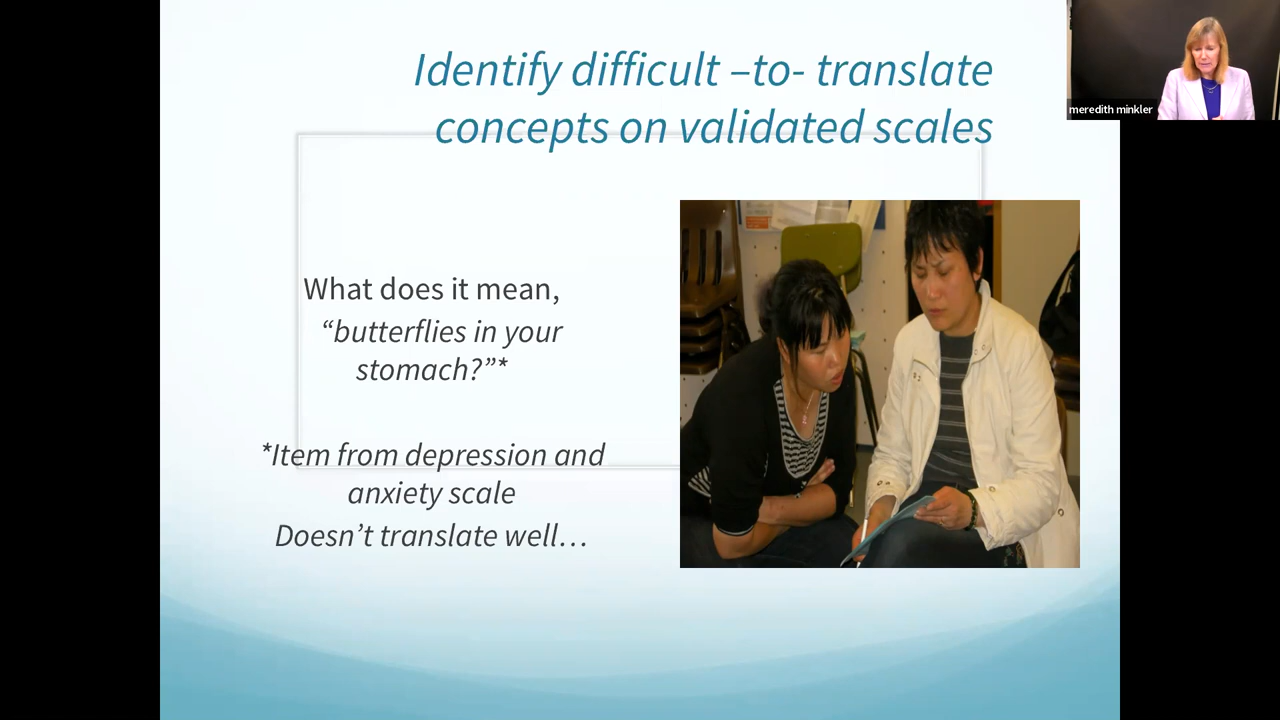 Identify difficult –to- translate
concepts on validated scales
meredith minkler
What does it mean,
“butterflies in your
stomach?”*
*Item from depression and
anxiety scale
Doesn’t translate well…